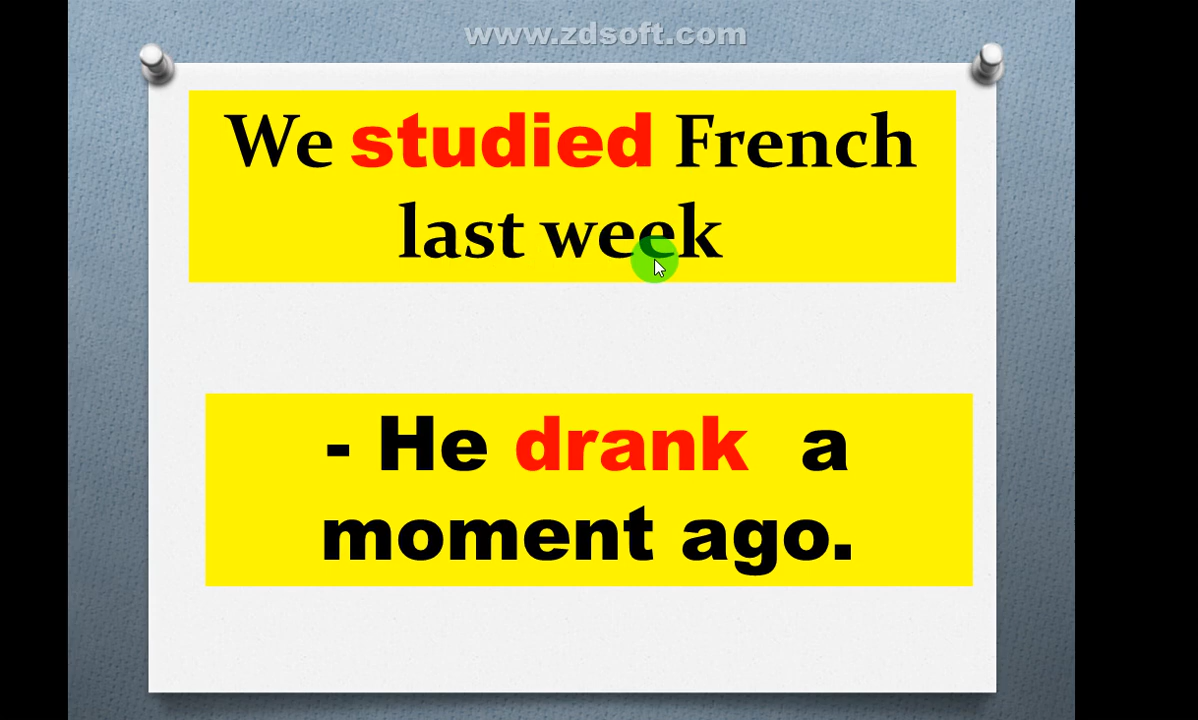 www.zdsoft.com
We studied French
last week
- He drank a
moment ago.